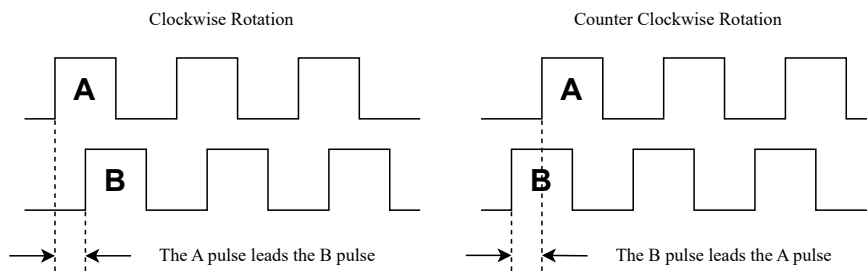 Clockwise Rotation
Counter Clockwise Rotation
A
A
B
B
The A pulse leads the B pulse
The B pulse leads the A pulse